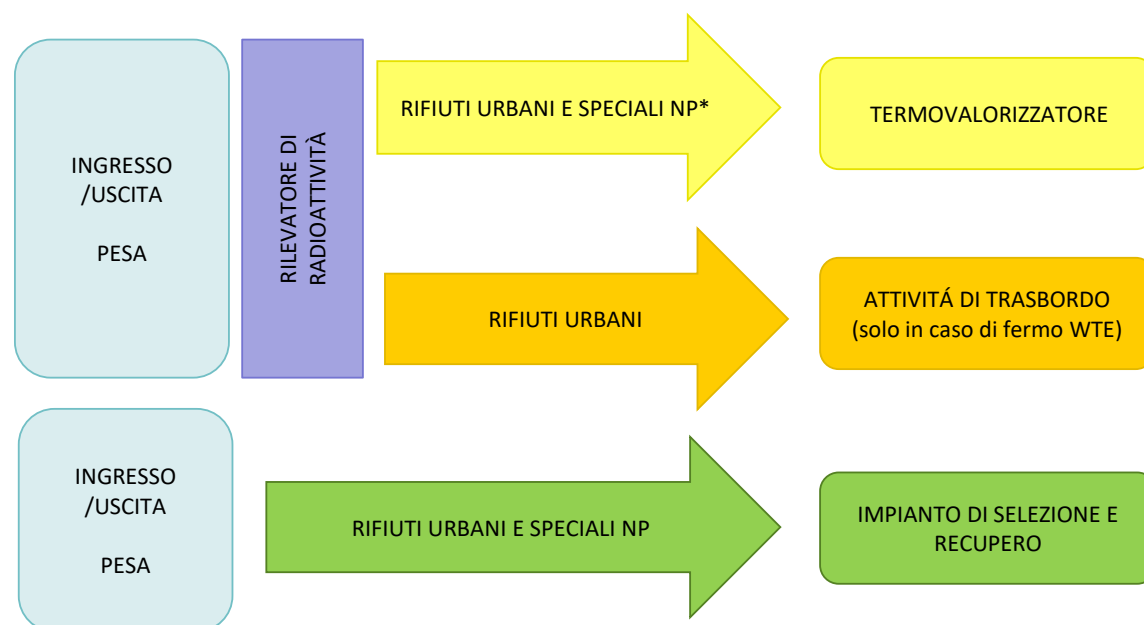 INGRESSO
/USCITA
PESA
RILEVATORE DI
RADIOATTIVITÀ
RIFIUTI URBANI E SPECIALI NP*
TERMOVALORIZZATORE
RIFIUTI URBANI
ATTIVITÁ DI TRASBORDO
(solo in caso di fermo WTE)
INGRESSO
/USCITA
PESA
RIFIUTI URBANI E SPECIALI NP
IMPIANTO DI SELEZIONE E
RECUPERO